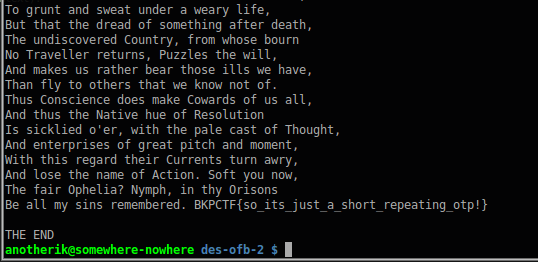 To grunt and sweat under a weary life,
But that the dread of something after death,
The undiscovered Country, from whose bourn
No Traveller returns, Puzzles the will,
And makes us rather bear those ills we have,
Than fly to others that we know not of.
Thus Conscience does make Cowards of us all,
And thus the Native hue of Resolution
Is sicklied o'er, with the pale cast of Thought,
And enterprises of great pitch and moment,
With this regard their Currents turn awry,
And lose the name of Action. Soft you now,
The fair Ophelia? Nymph, in thy Orisons
Be all my sins remembered. BKPCTF{so_its_just_a_short_repeating_otp!}
THE END
anotherik@somewhere-nowhere des-ofb-2 $